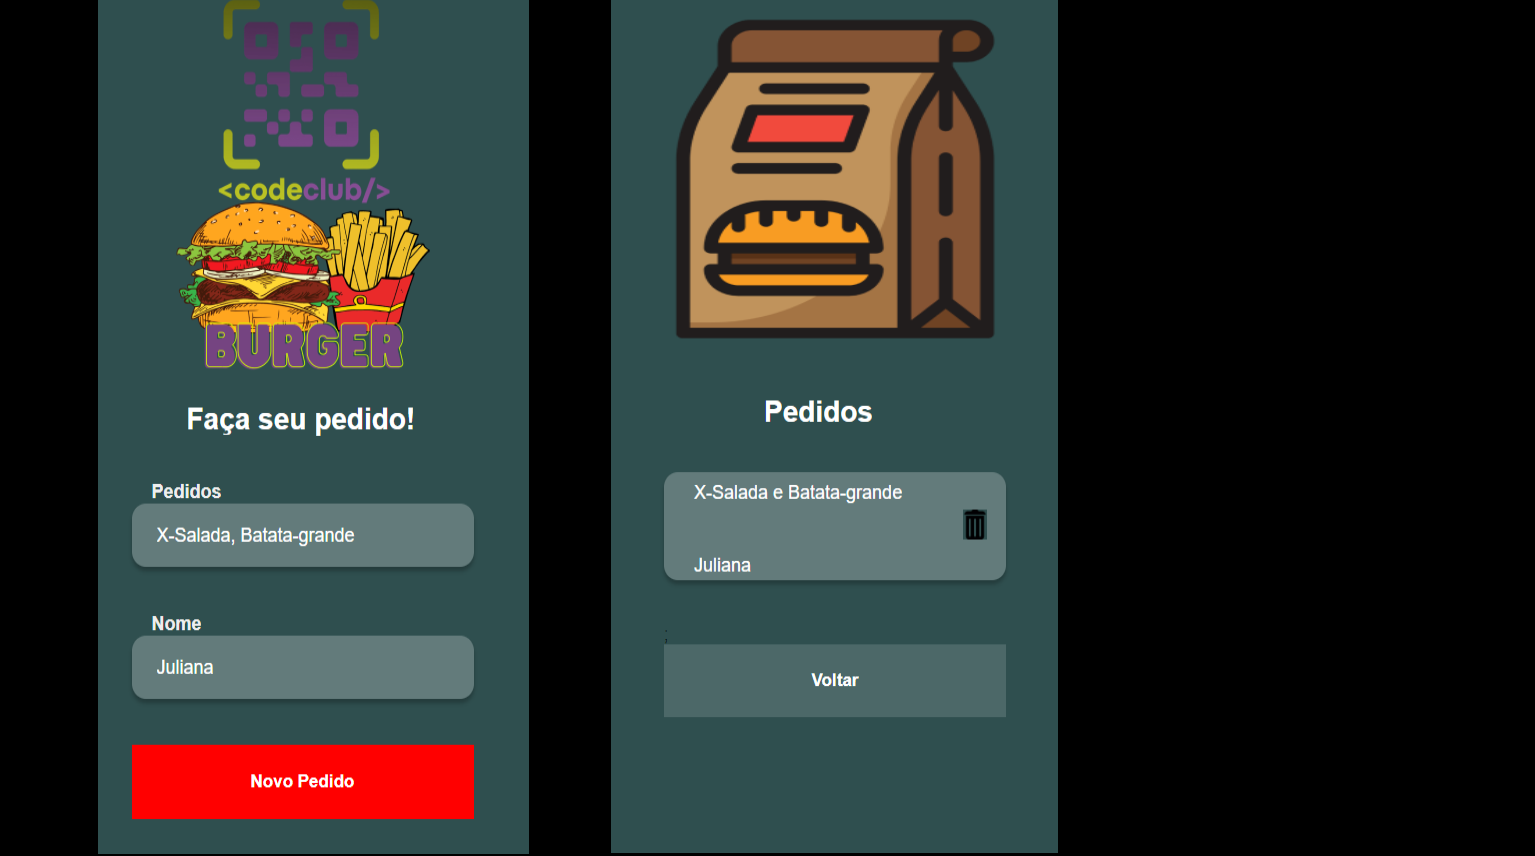 <codeclub/>
BURGER
Faça seu pedido!
Pedidos
X-Salada, Batata-grande
Nome
Juliana
Novo Pedido
Pedidos
X-Salada e Batata-grande
Juliana
;
Voltar